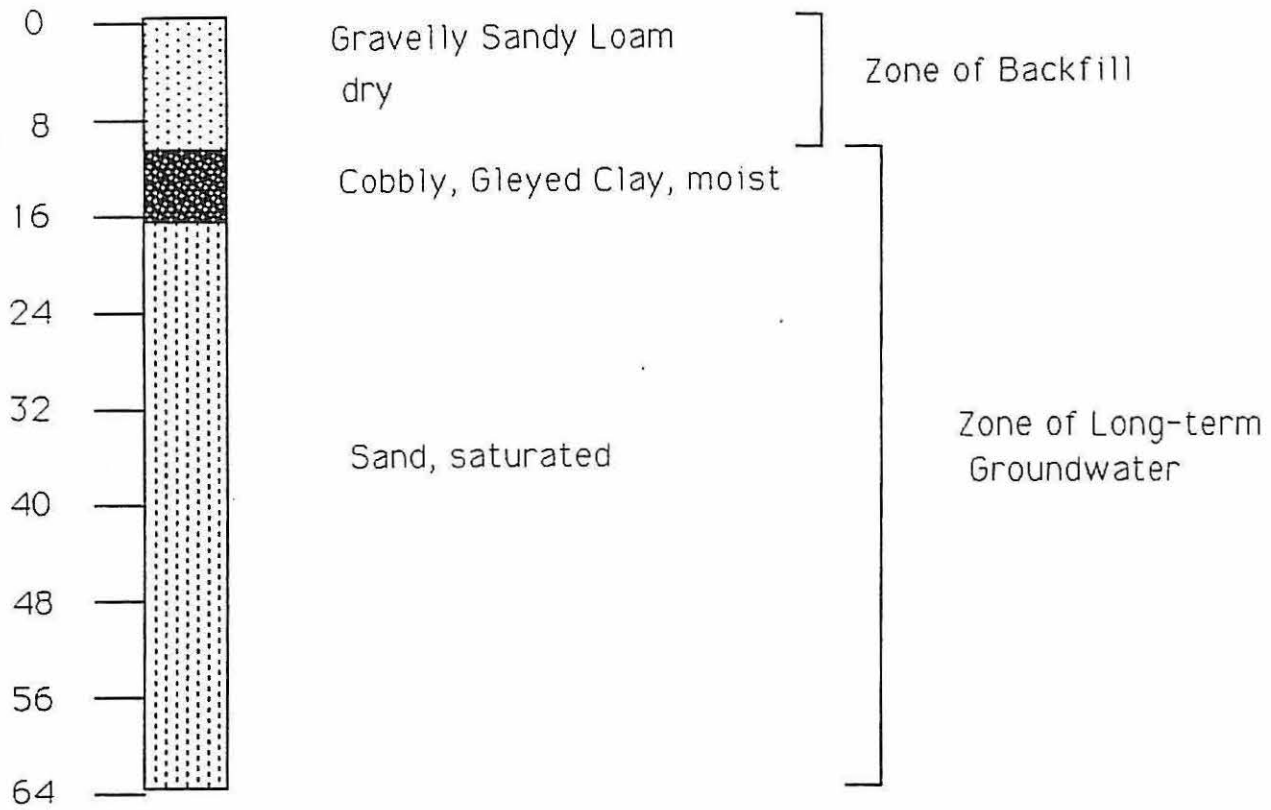 0
Gravelly Sandy Loam
dry
Zone of Backfill
8
Cobbly, Gleyed Clay, moist
16
24
32
Zone of Long-term
Groundwater
Sand, saturated
40
48
56
64